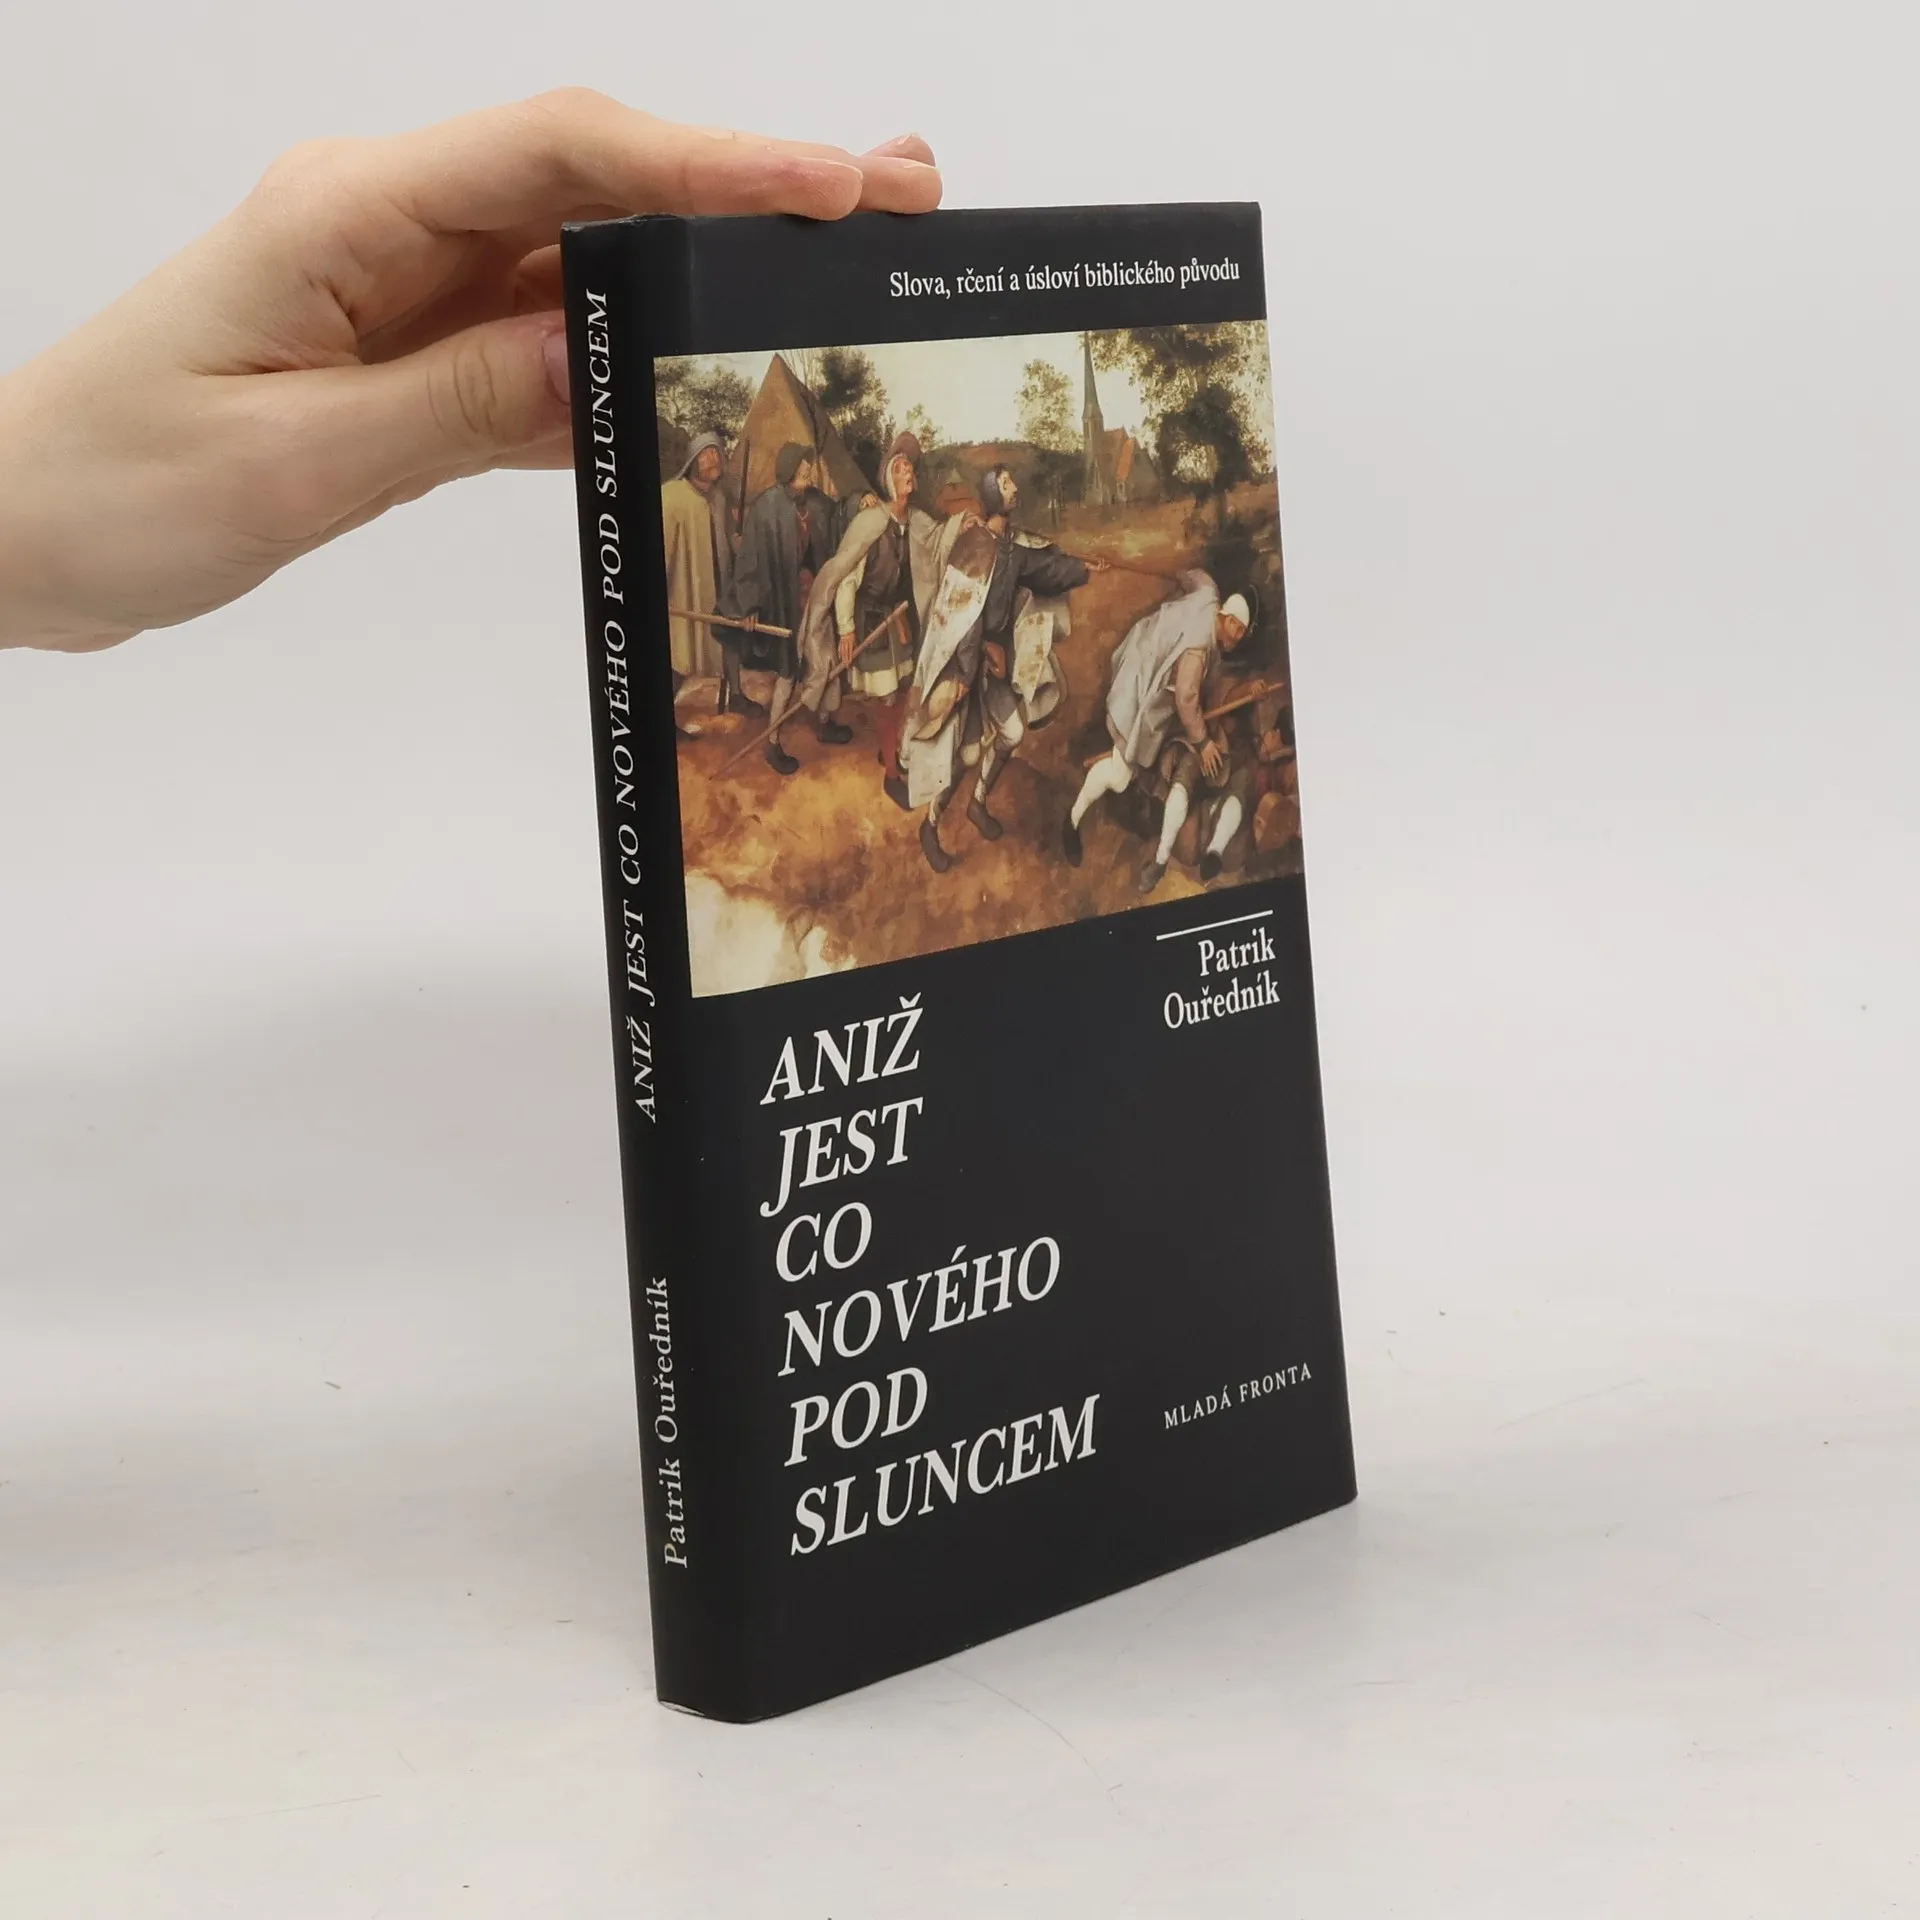 Slova, rčení a úsloví biblického původu
Patrik
Ouředník
ANIŽ
JEST
CO
NOVÉHO
POD
SLUNCEM
MLADÁ FRONTA
Patrik Ouředník
ANIŽ JEST CO NOVÉHO POD SLUNCEM